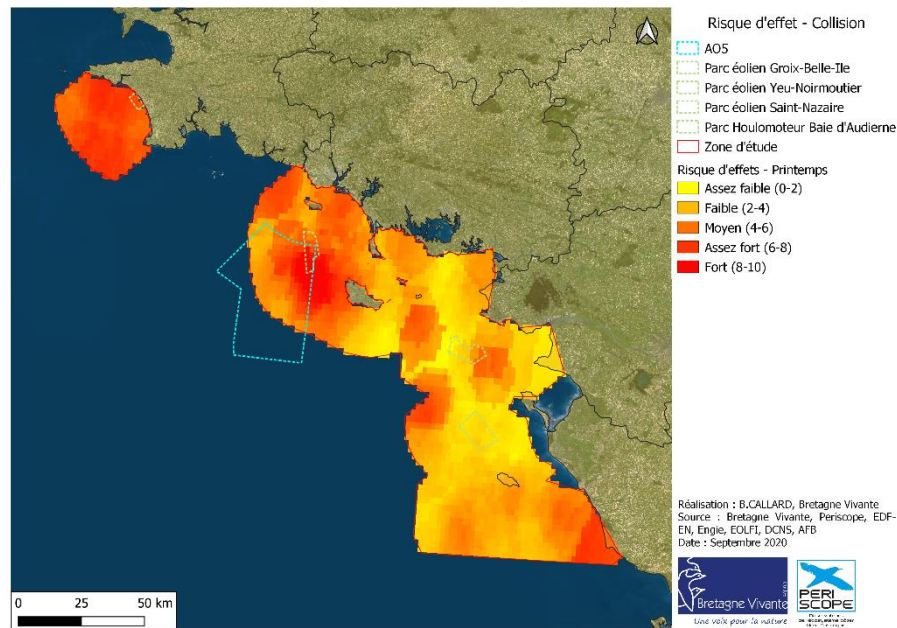 Risque d'effet - Collision
AO5
Parc éolien Groix-Belle-Ile
Parc éolien Yeu-Noirmoutier
Parc éolien Saint-Nazaire
Parc Houlomoteur Baie d'Audierne
Zone d'étude
Risque d'effets - Printemps
Assez faible (0-2)
Faible (2-4)
Moyen (4-6)
Assez fort (6-8)
Fort (8-10)
Réalisation : B.CALLARD, Bretagne Vivante
Source : Bretagne Vivante, Periscope, EDF-
EN, Engie, EOLFI, DCNS, AFB
Date : Septembre 2020
0 25 50 km
Bretagne Vivante
Une voix pour la nature
PERI
SCOPE